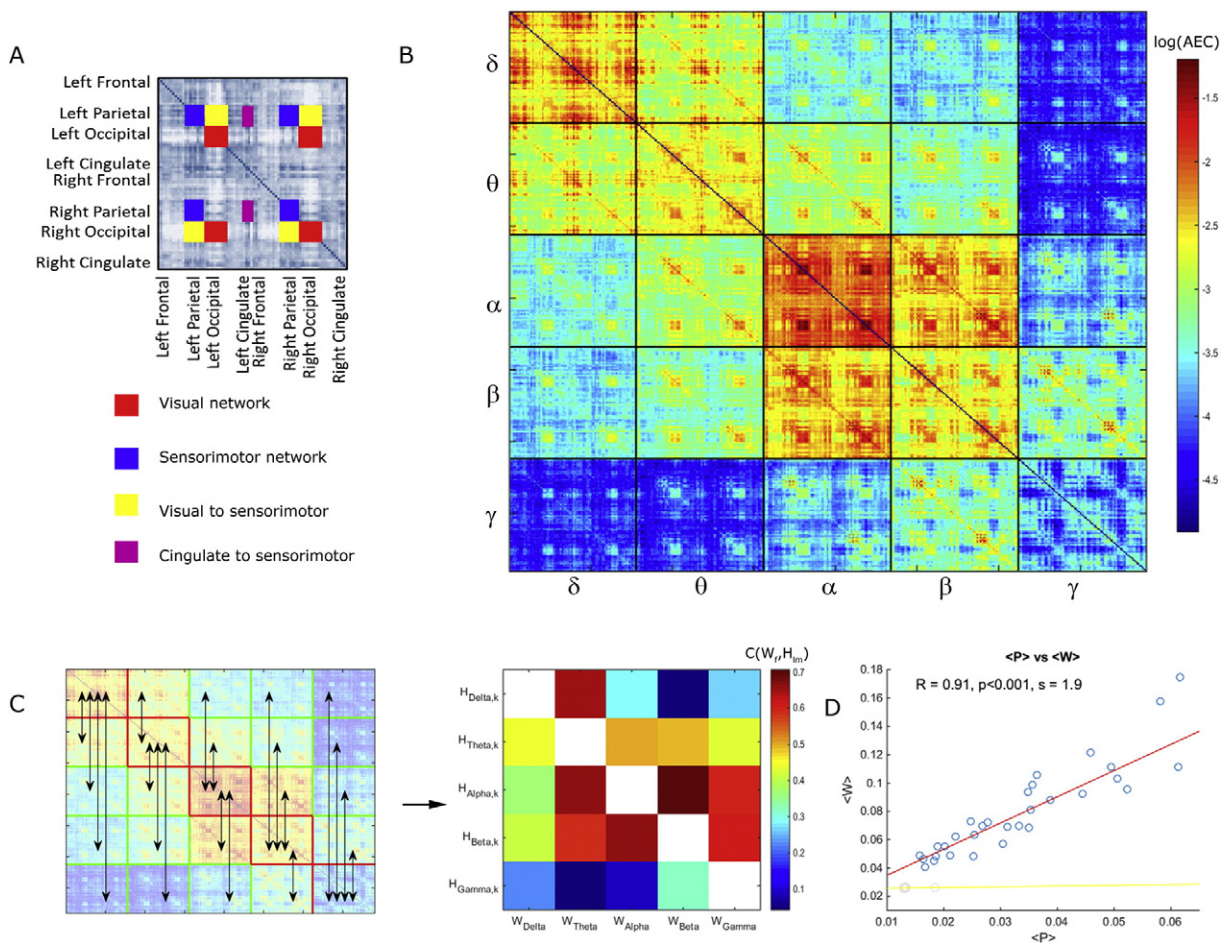 A
Left Frontal
Left Parietal
Left Occipital
Left Cingulate
Right Frontal
Right Parietal
Right Occipital
Right Cingulate
Left Frontal
Left Parietal
Left Occipital
Left Cingulate
Right Frontal
Right Parietal
Right Occipital
Right Cingulate
Visual network
Sensorimotor network
Visual to sensorimotor
Cingulate to sensorimotor
B
δ
θ
α
β
γ
δ θ α β γ
log(AEC)
-1.5
-2
-2.5
-3
-3.5
-4
-4.5
C
C(W_f,H_lm)
H_Delta,k
H_Theta,k
H_Alpha,k
H_Beta,k
H_Gamma,k
W_Delta W_Theta W_Alpha W_Beta W_Gamma
0.7
0.6
0.5
0.4
0.3
0.2
0.1
D
<P> vs <W>
R = 0.91, p<0.001, s = 1.9
<W>
0.18
0.16
0.14
0.12
0.1
0.08
0.06
0.04
0.02
0.01 0.02 0.03 0.04 0.05 0.06
<P>